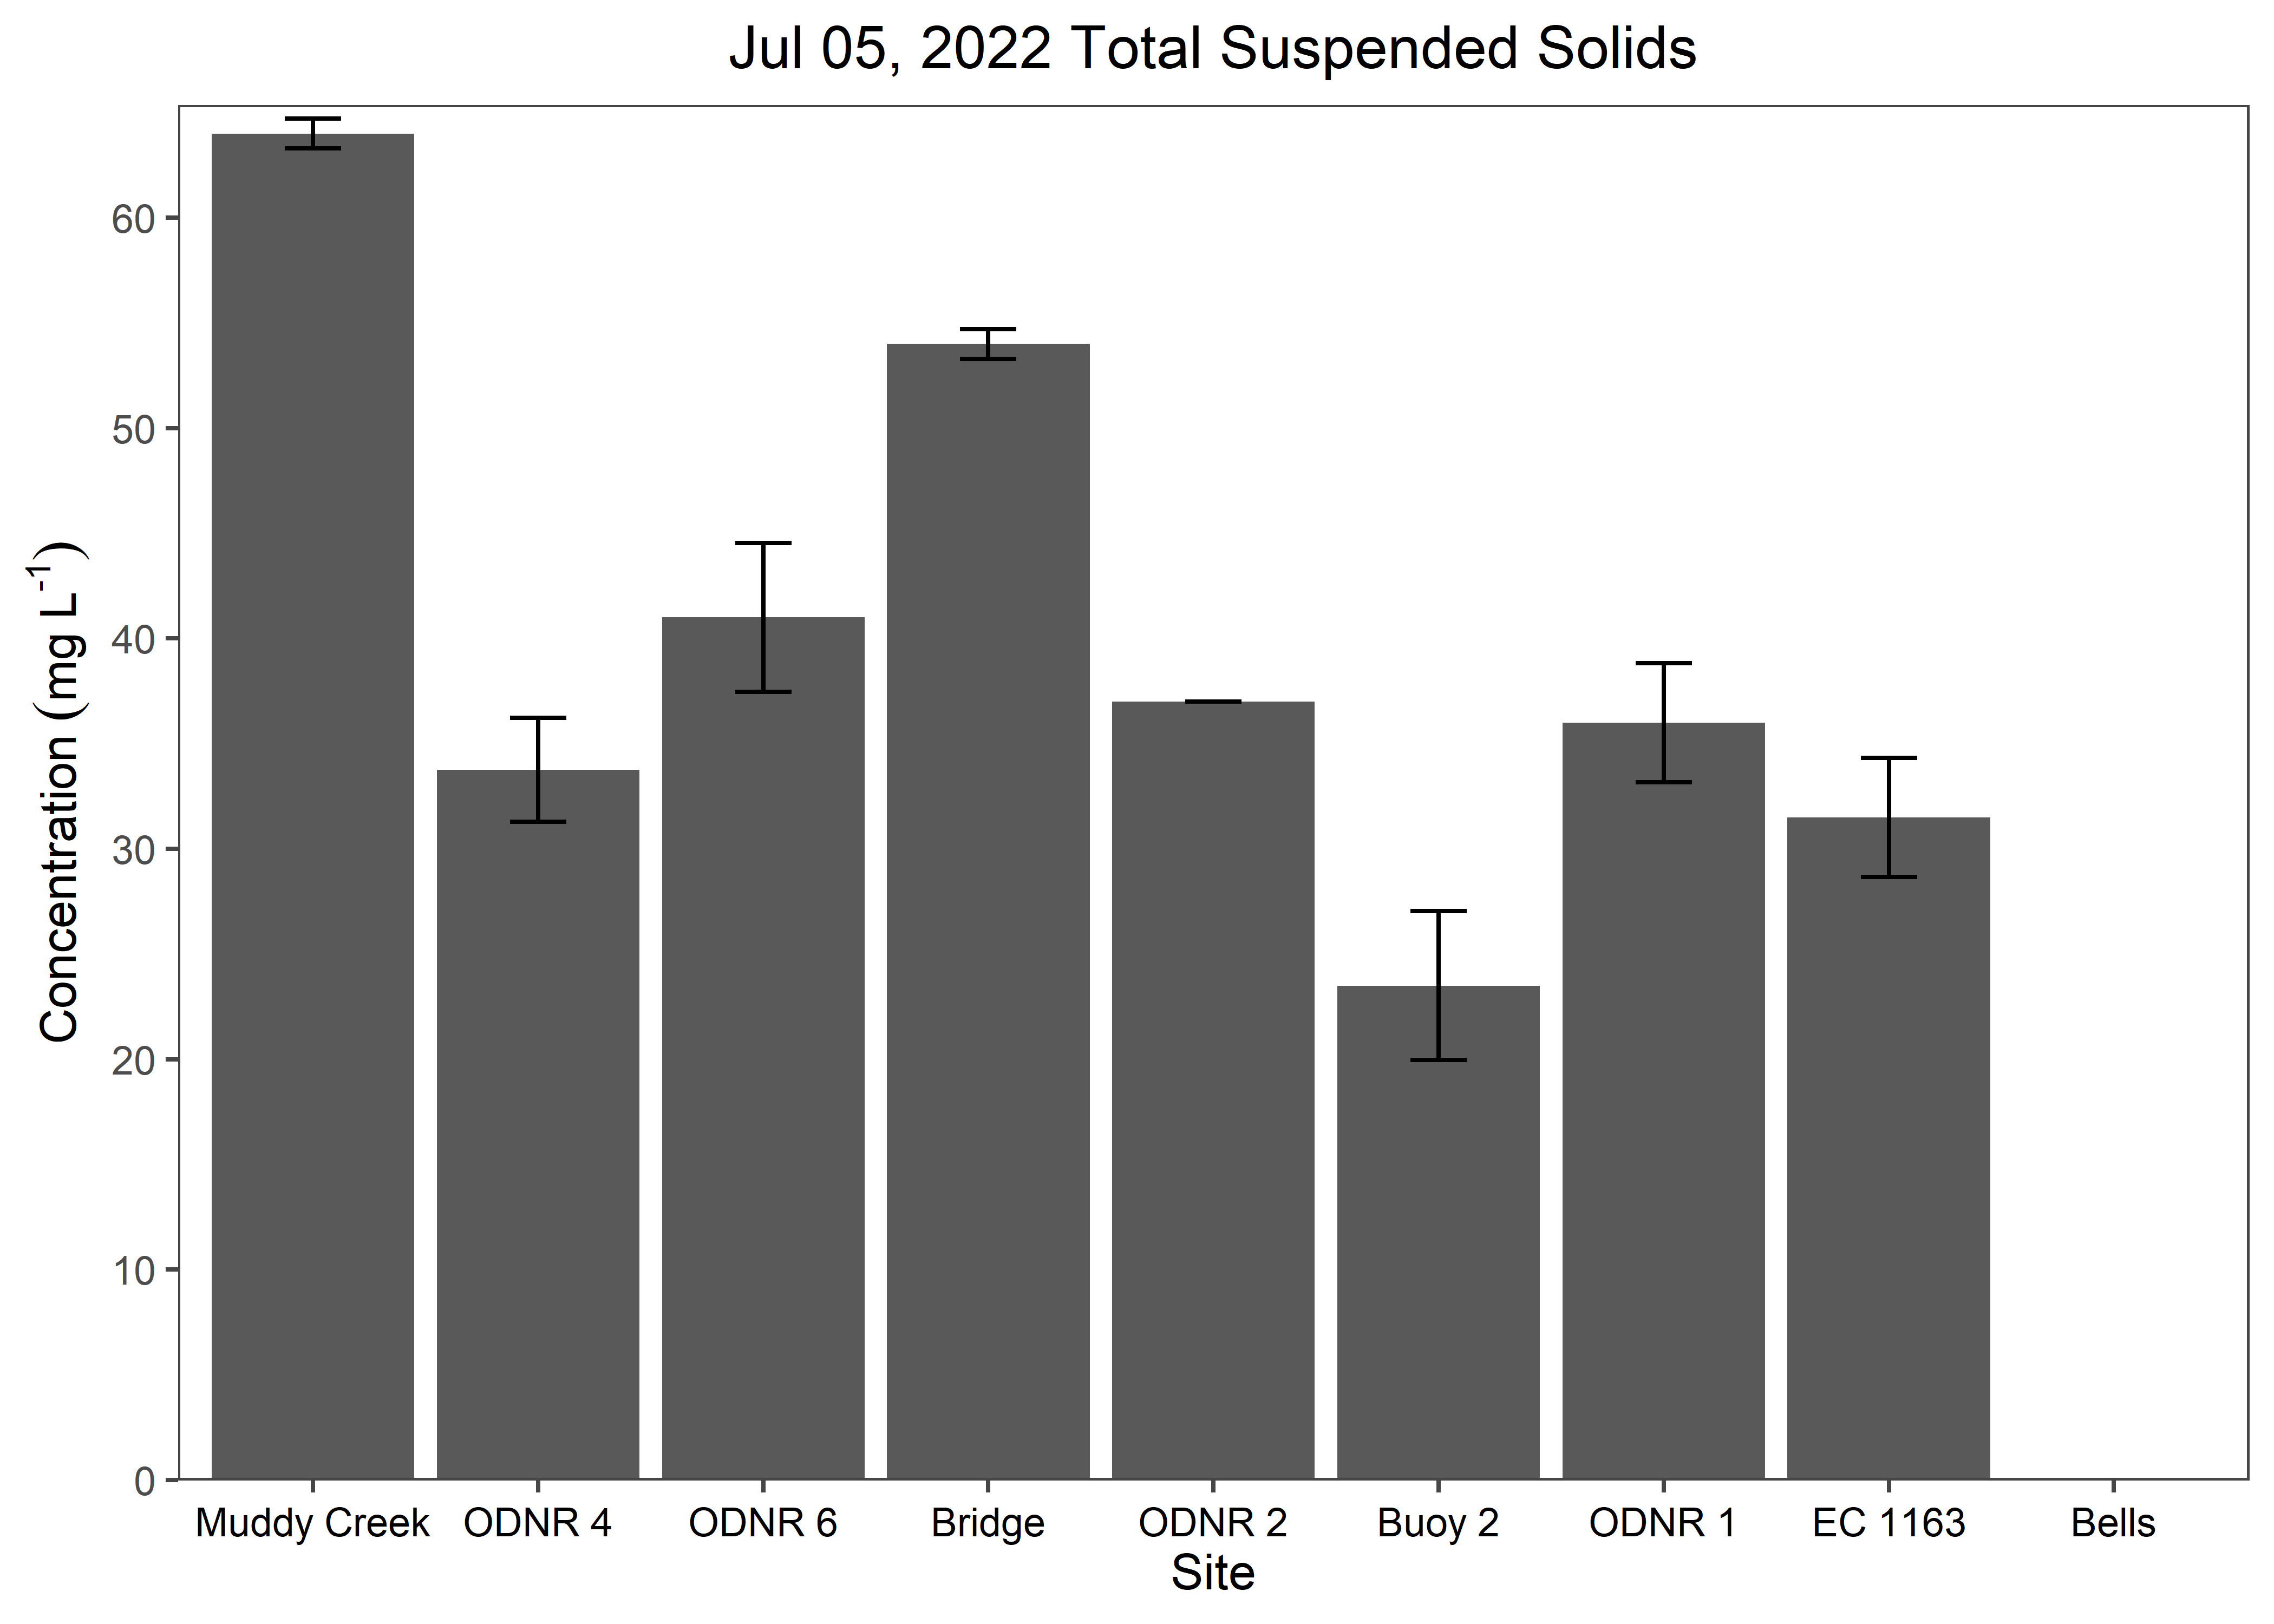 Jul 05, 2022 Total Suspended Solids
Concentration (mg L⁻¹)
60
50
40
30
20
10
0
Muddy Creek ODNR 4 ODNR 6 Bridge ODNR 2 Buoy 2 ODNR 1 EC 1163 Bells
Site